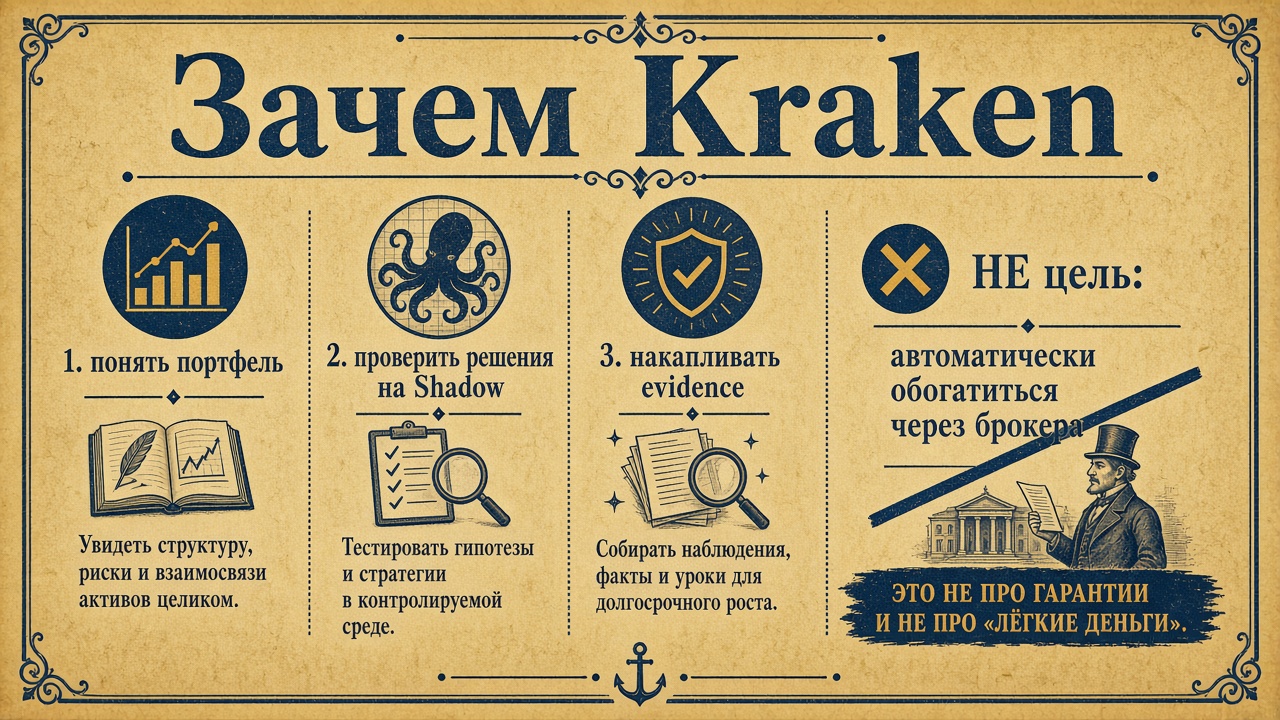 Зачем Kraken
1. понять портфель
Увидеть структуру,
риски и взаимосвязи
активов целиком.
2. проверить решения
на Shadow
Тестировать гипотезы
и стратегии
в контролируемой
среде.
3. накапливать
evidence
Собирать наблюдения,
факты и уроки для
долгосрочного роста.
НЕ цель:
автоматически
обогатиться
через брокера
ЭТО НЕ ПРО ГАРАНТИИ
И НЕ ПРО «ЛЁГКИЕ ДЕНЬГИ».